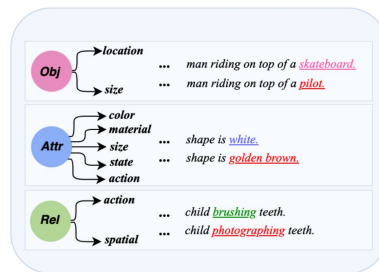 location
Obj
... man riding on top of a skateboard.
size
... man riding on top of a pilot.
color
material
Attr
size
... shape is white.
state
... shape is golden brown.
action
action
Rel
... child brushing teeth.
spatial
... child photographing teeth.